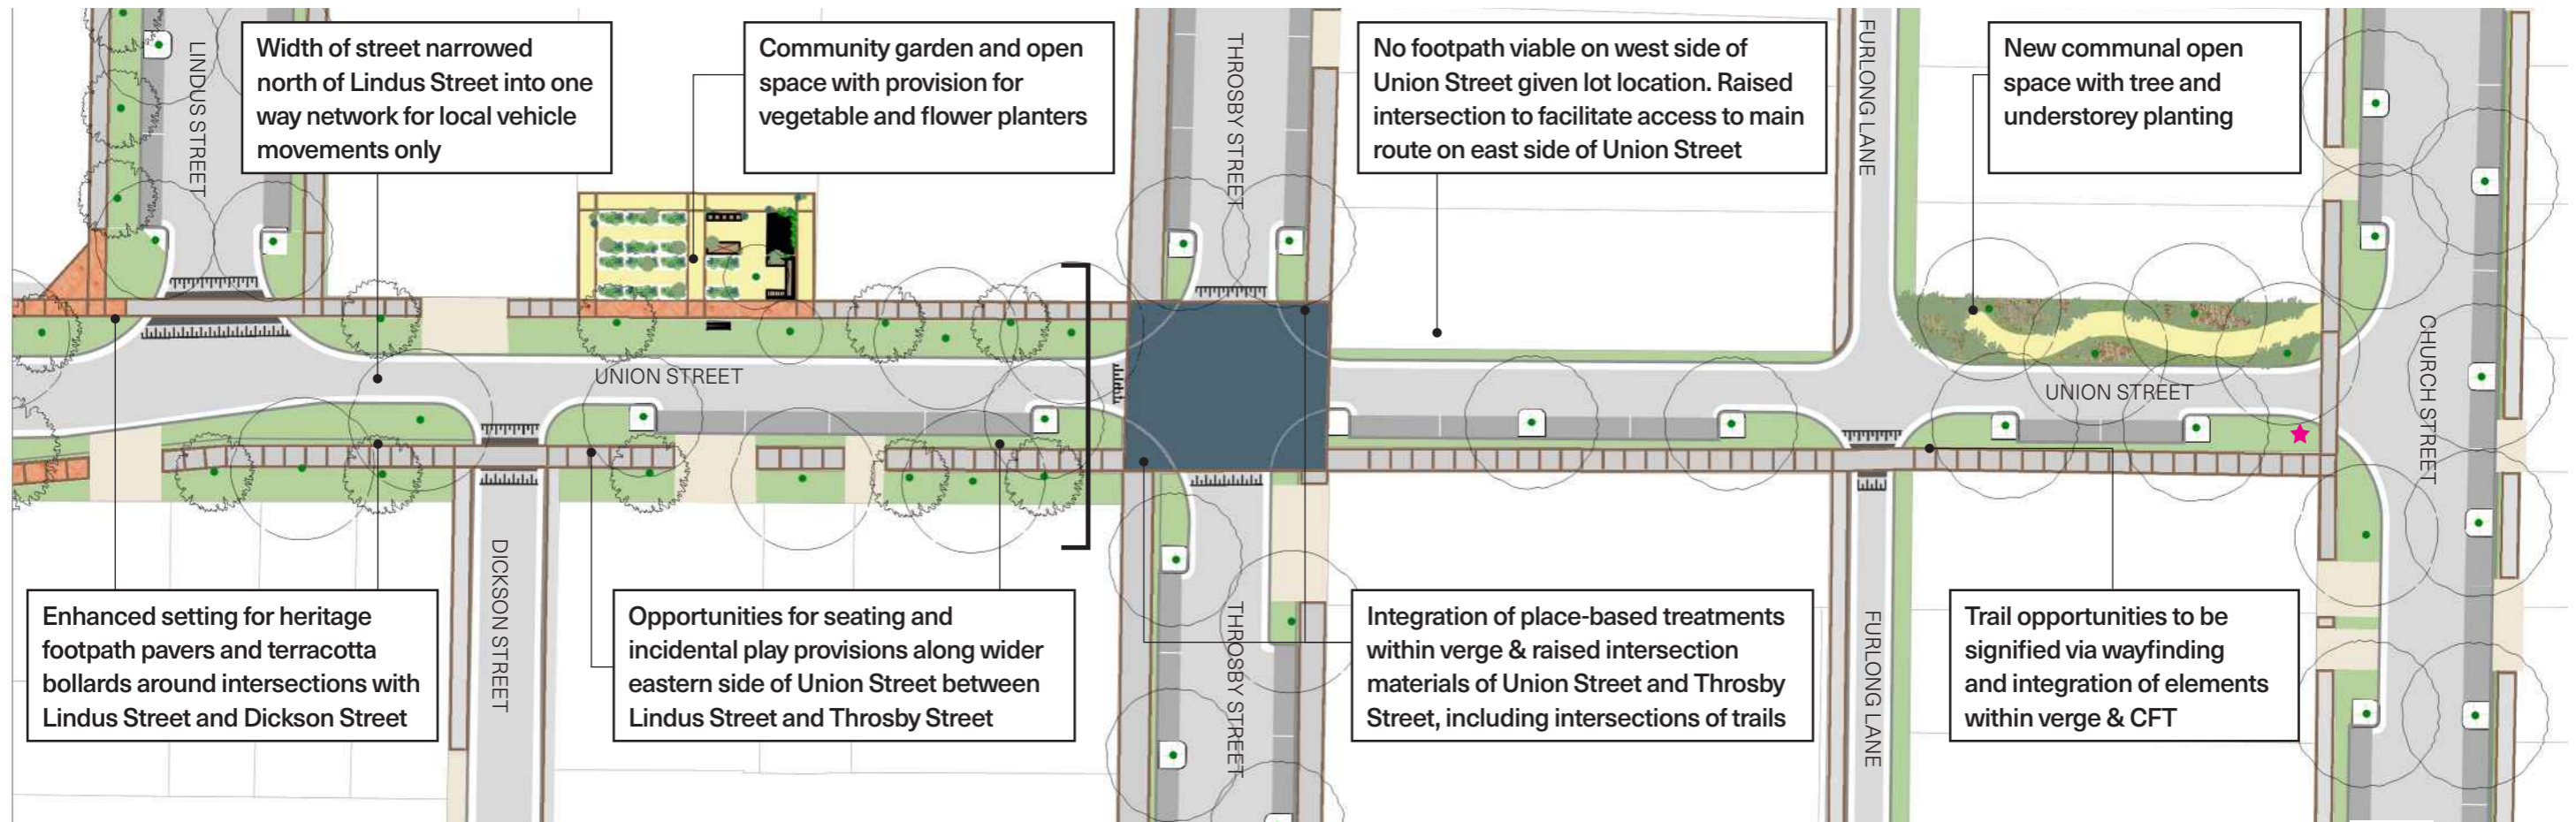 LINDUS STREET
Width of street narrowed
north of Lindus Street into one
way network for local vehicle
movements only
Community garden and open
space with provision for
vegetable and flower planters
THROSBY STREET
No footpath viable on west side of
Union Street given lot location. Raised
intersection to facilitate access to main
route on east side of Union Street
FURLONG LANE
New communal open
space with tree and
understorey planting
UNION STREET
UNION STREET
CHURCH STREET
Enhanced setting for heritage
footpath pavers and terracotta
bollards around intersections with
Lindus Street and Dickson Street
DICKSON STREET
Opportunities for seating and
incidental play provisions along wider
eastern side of Union Street between
Lindus Street and Throsby Street
THROSBY STREET
Integration of place-based treatments
within verge & raised intersection
materials of Union Street and Throsby
Street, including intersections of trails
FURLONG LANE
Trail opportunities to be
signified via wayfinding
and integration of elements
within verge & CFT